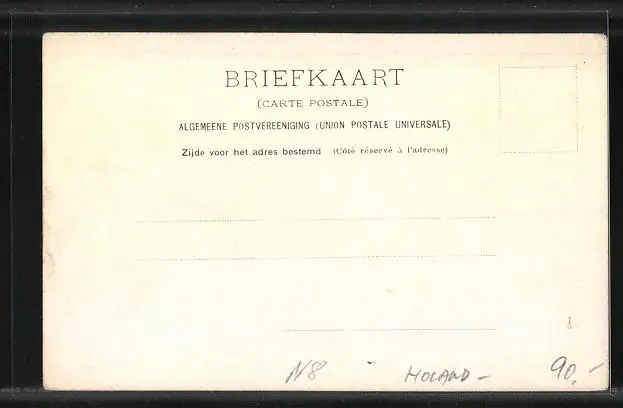 BRIEFKAART
(CARTE POSTALE)
ALGEMEENE POSTVEREENIGING (UNION POSTALE UNIVERSALE)
Zijde voor het adres bestemd (Côté réservé à l'adresse)
1
N8 HOLAND - 90,-